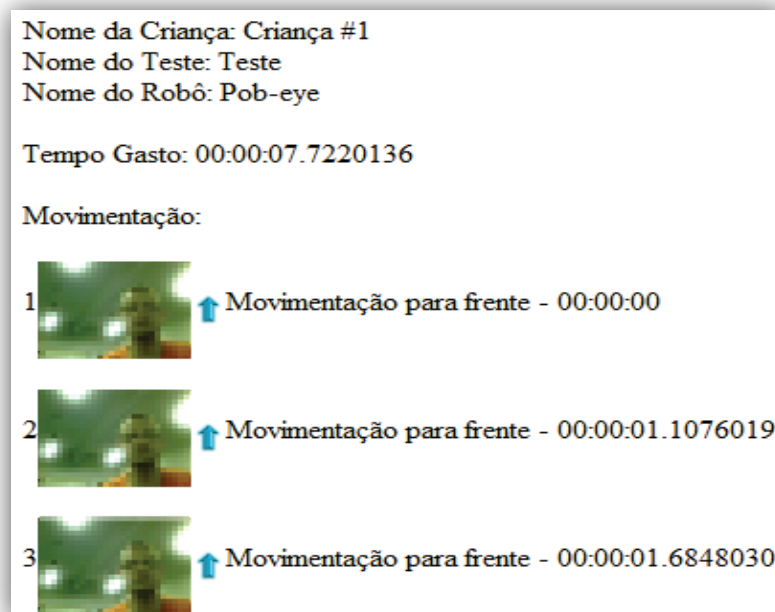 Nome da Criança: Criança #1
Nome do Teste: Teste
Nome do Robô: Pob-eye
Tempo Gasto: 00:00:07.7220136
Movimentação:
1 Movimentação para frente - 00:00:00
2 Movimentação para frente - 00:00:01.1076019
3 Movimentação para frente - 00:00:01.6848030